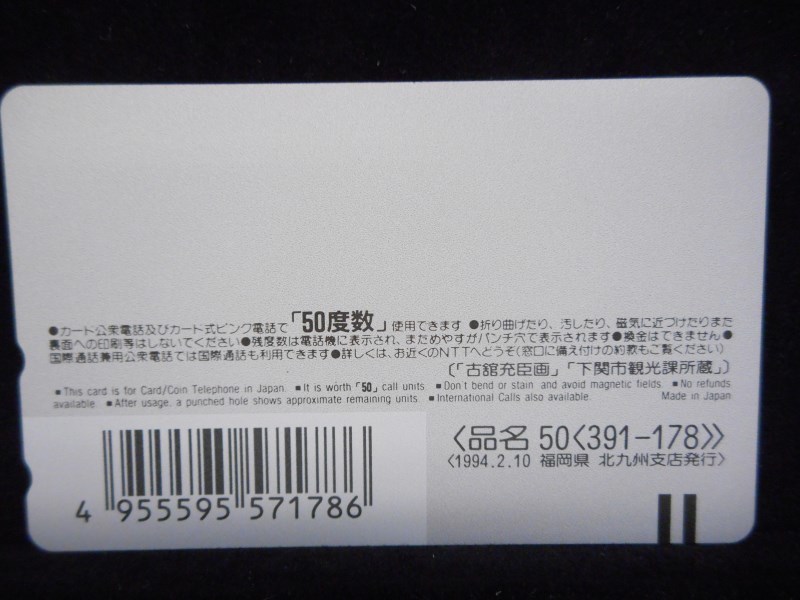 ●カード公衆電話及びカード式ピンク電話で「50度数」使用できます ●折り曲げたり、汚したり、磁気に近づけたりまた
裏面への印刷等はしないでください●残度数は電話機に表示され、まためやすがパンチ穴で表示されます●換金はできません●
国際通話兼用公衆電話では国際通話も利用できます●詳しくは、お近くのNTTへどうぞ(窓口に備え付けの約款もご覧ください)
(「古舘充臣画」「下関市観光課所蔵」)
■This card is for Card/Coin Telephone in Japan. ■It is worth「50」call units. ■Don't bend or stain and avoid magnetic fields. ■No refunds
available. ■After usage, a punched hole shows approximate remaining units. ■International Calls also available. Made in Japan
〈品名 50〈391-178〉〉
〈1994.2.10 福岡県 北九州支店発行〉
4 955595 571786